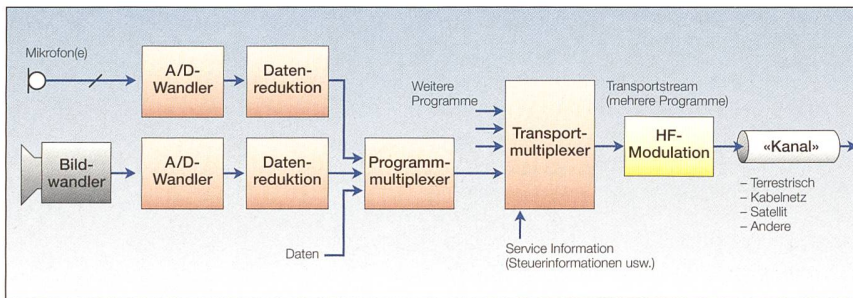 Mikrofon(e)
A/D-
Wandler
Daten-
reduktion
Bild-
wandler
A/D-
Wandler
Daten-
reduktion
Daten
Programm-
multiplexer
Weitere
Programme
Transport-
multiplexer
Service Information
(Steuerinformationen usw.)
Transportstream
(mehrere Programme)
HF-
Modulation
«Kanal»
– Terrestrisch
– Kabelnetz
– Satellit
– Andere